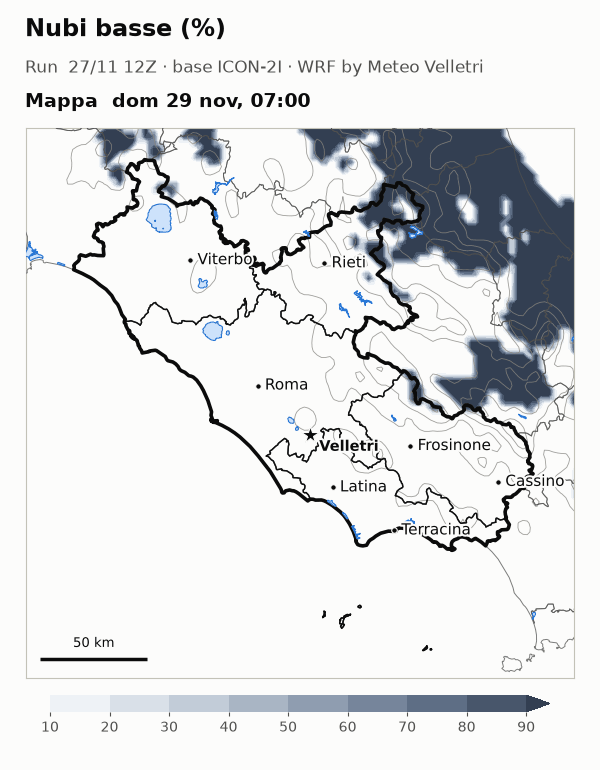 Nubi basse (%)
Run  27/11 12Z · base ICON-2I · WRF by Meteo Velletri
Mappa  dom 29 nov, 07:00
Viterbo
Rieti
Roma
Velletri
Frosinone
Cassino
Latina
Terracina
50 km
10 20 30 40 50 60 70 80 90